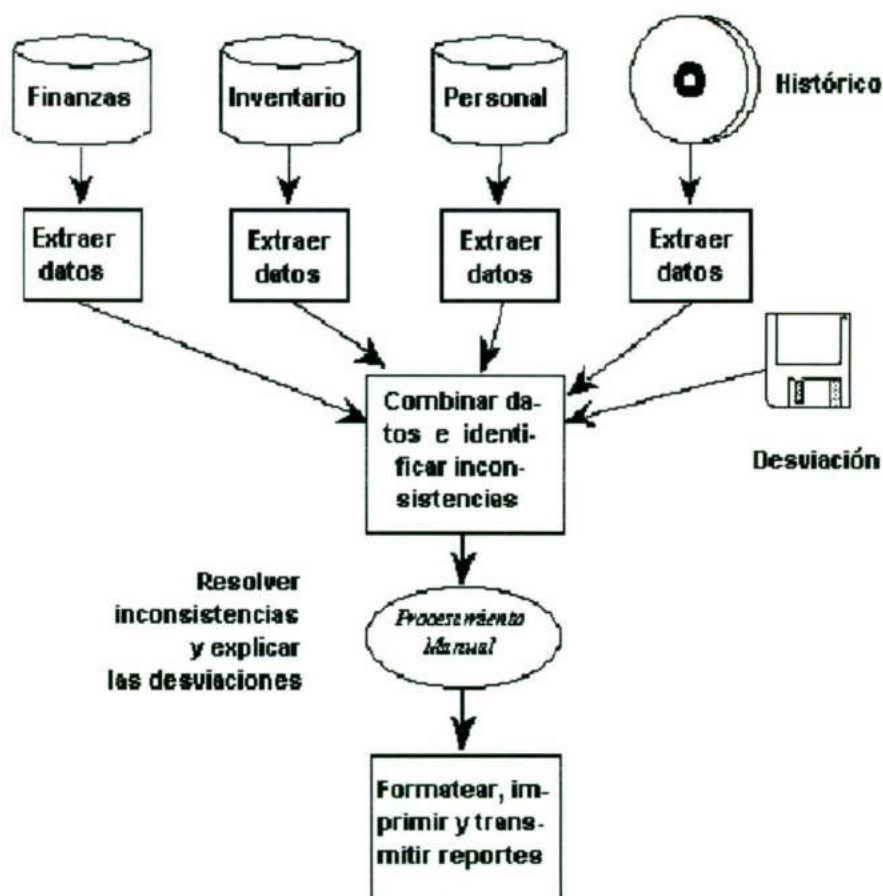 Finanzas
Inventario
Personal
Histórico
Extraer
datos
Extraer
datos
Extraer
datos
Extraer
datos
Combinar da-
tos e identi-
ficar incon-
sistencias
Desviación
Resolver
inconsistencias
y explicar
las desviaciones
Procesamiento
Manual
Formatear, im-
primir y trans-
mitir reportes